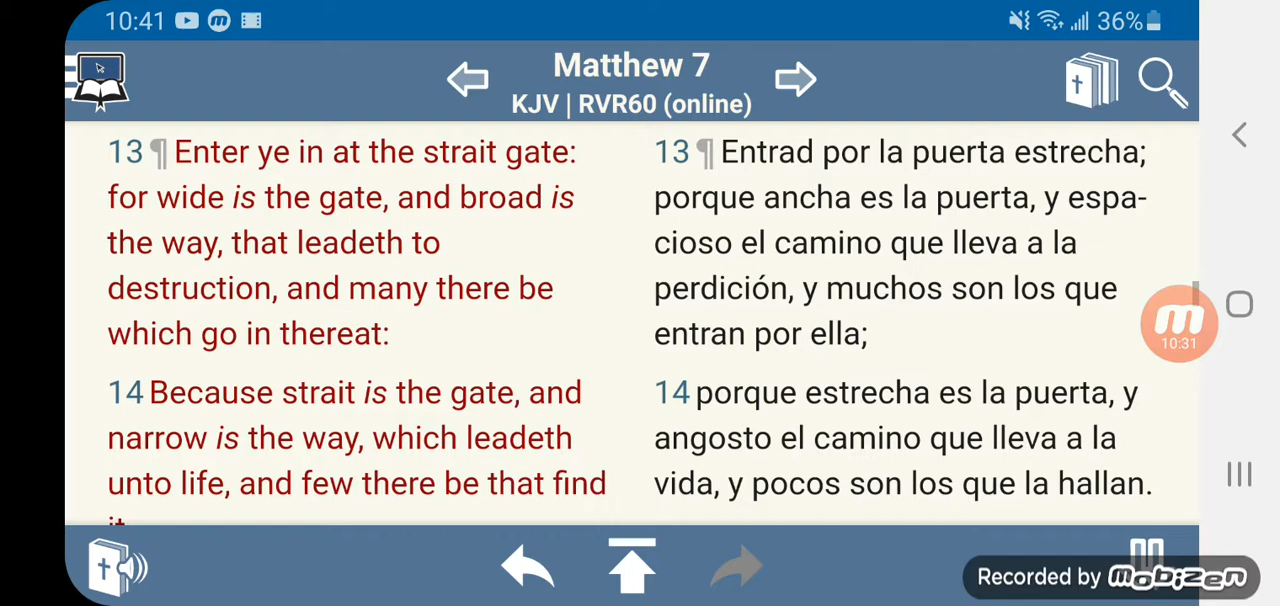 10:41
36%
Matthew 7
KJV | RVR60 (online)
13 ¶ Enter ye in at the strait gate:
for wide is the gate, and broad is
the way, that leadeth to
destruction, and many there be
which go in thereat:
14 Because strait is the gate, and
narrow is the way, which leadeth
unto life, and few there be that find
it.
13 ¶ Entrad por la puerta estrecha;
porque ancha es la puerta, y espa-
cioso el camino que lleva a la
perdición, y muchos son los que
entran por ella;
14 porque estrecha es la puerta, y
angosto el camino que lleva a la
vida, y pocos son los que la hallan.
10:31
Recorded by mobizen